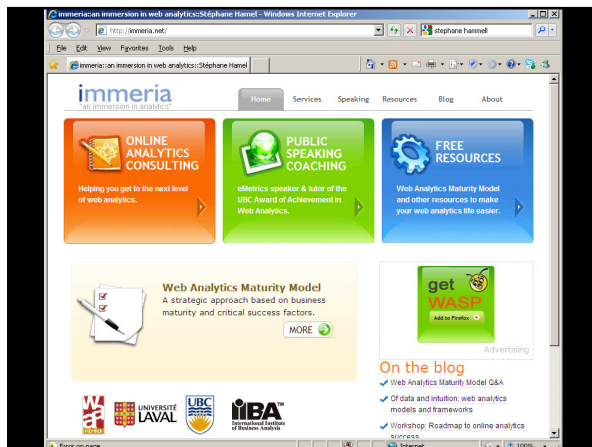 immeria::an immersion in web analytics::Stéphane Hamel - Windows Internet Explorer
http://immeria.net/
stephane hammell
File Edit View Favorites Tools Help
immeria::an immersion in web analytics::Stéphane Hamel
immeria
"an immersion in analytics"
Home Services Speaking Resources Blog About
ONLINE
ANALYTICS
CONSULTING
Helping you get to the next level
of web analytics.
PUBLIC
SPEAKING
COACHING
eMetrics speaker & tutor of the
UBC Award of Achievement in
Web Analytics.
FREE
RESOURCES
Web Analytics Maturity Model
and other resources to make
your web analytics life easier.
Web Analytics Maturity Model
A strategic approach based on business
maturity and critical success factors.
MORE
get
WASP
Add to Firefox
Advertising
On the blog
Web Analytics Maturity Model Q&A
Of data and intuition: web analytics
models and frameworks
Workshop: Roadmap to online analytics
success
waa
MEMBER
UNIVERSITÉ
LAVAL
UBC
IIBA
International Institute
of Business Analysis
Error on page
Internet
100%